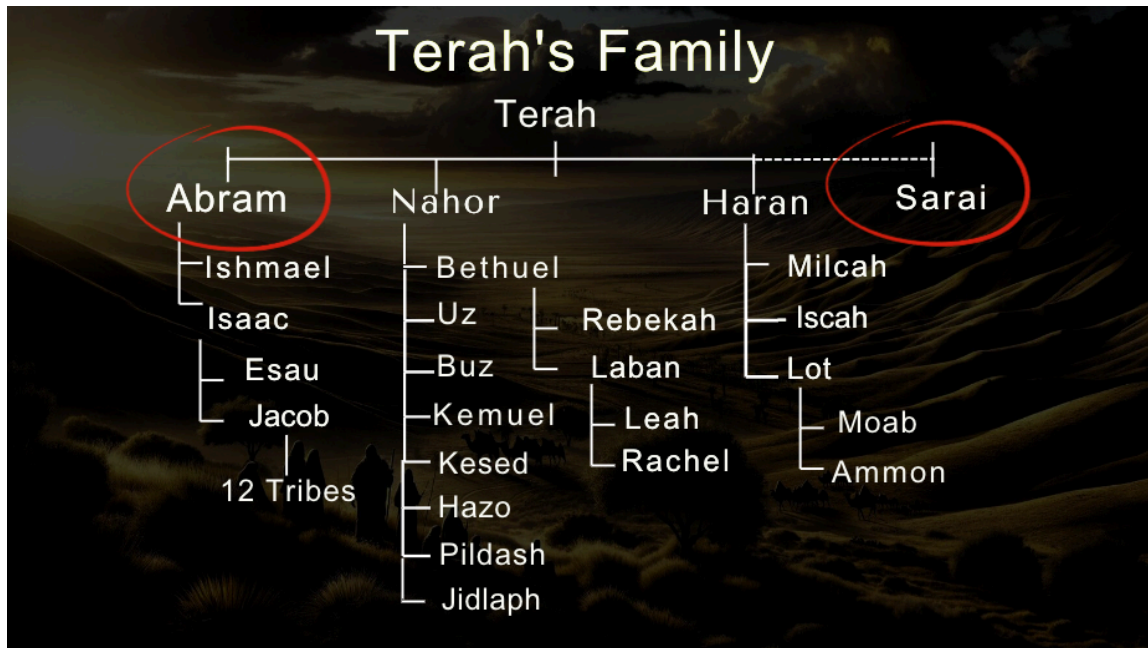 Terah's Family
Terah
Abram
Nahor
Haran
Sarai
Ishmael
Isaac
Esau
Jacob
12 Tribes
Bethuel
Uz
Buz
Kemuel
Kesed
Hazo
Pildash
Jidlaph
Rebekah
Laban
Leah
Rachel
Milcah
Iscah
Lot
Moab
Ammon